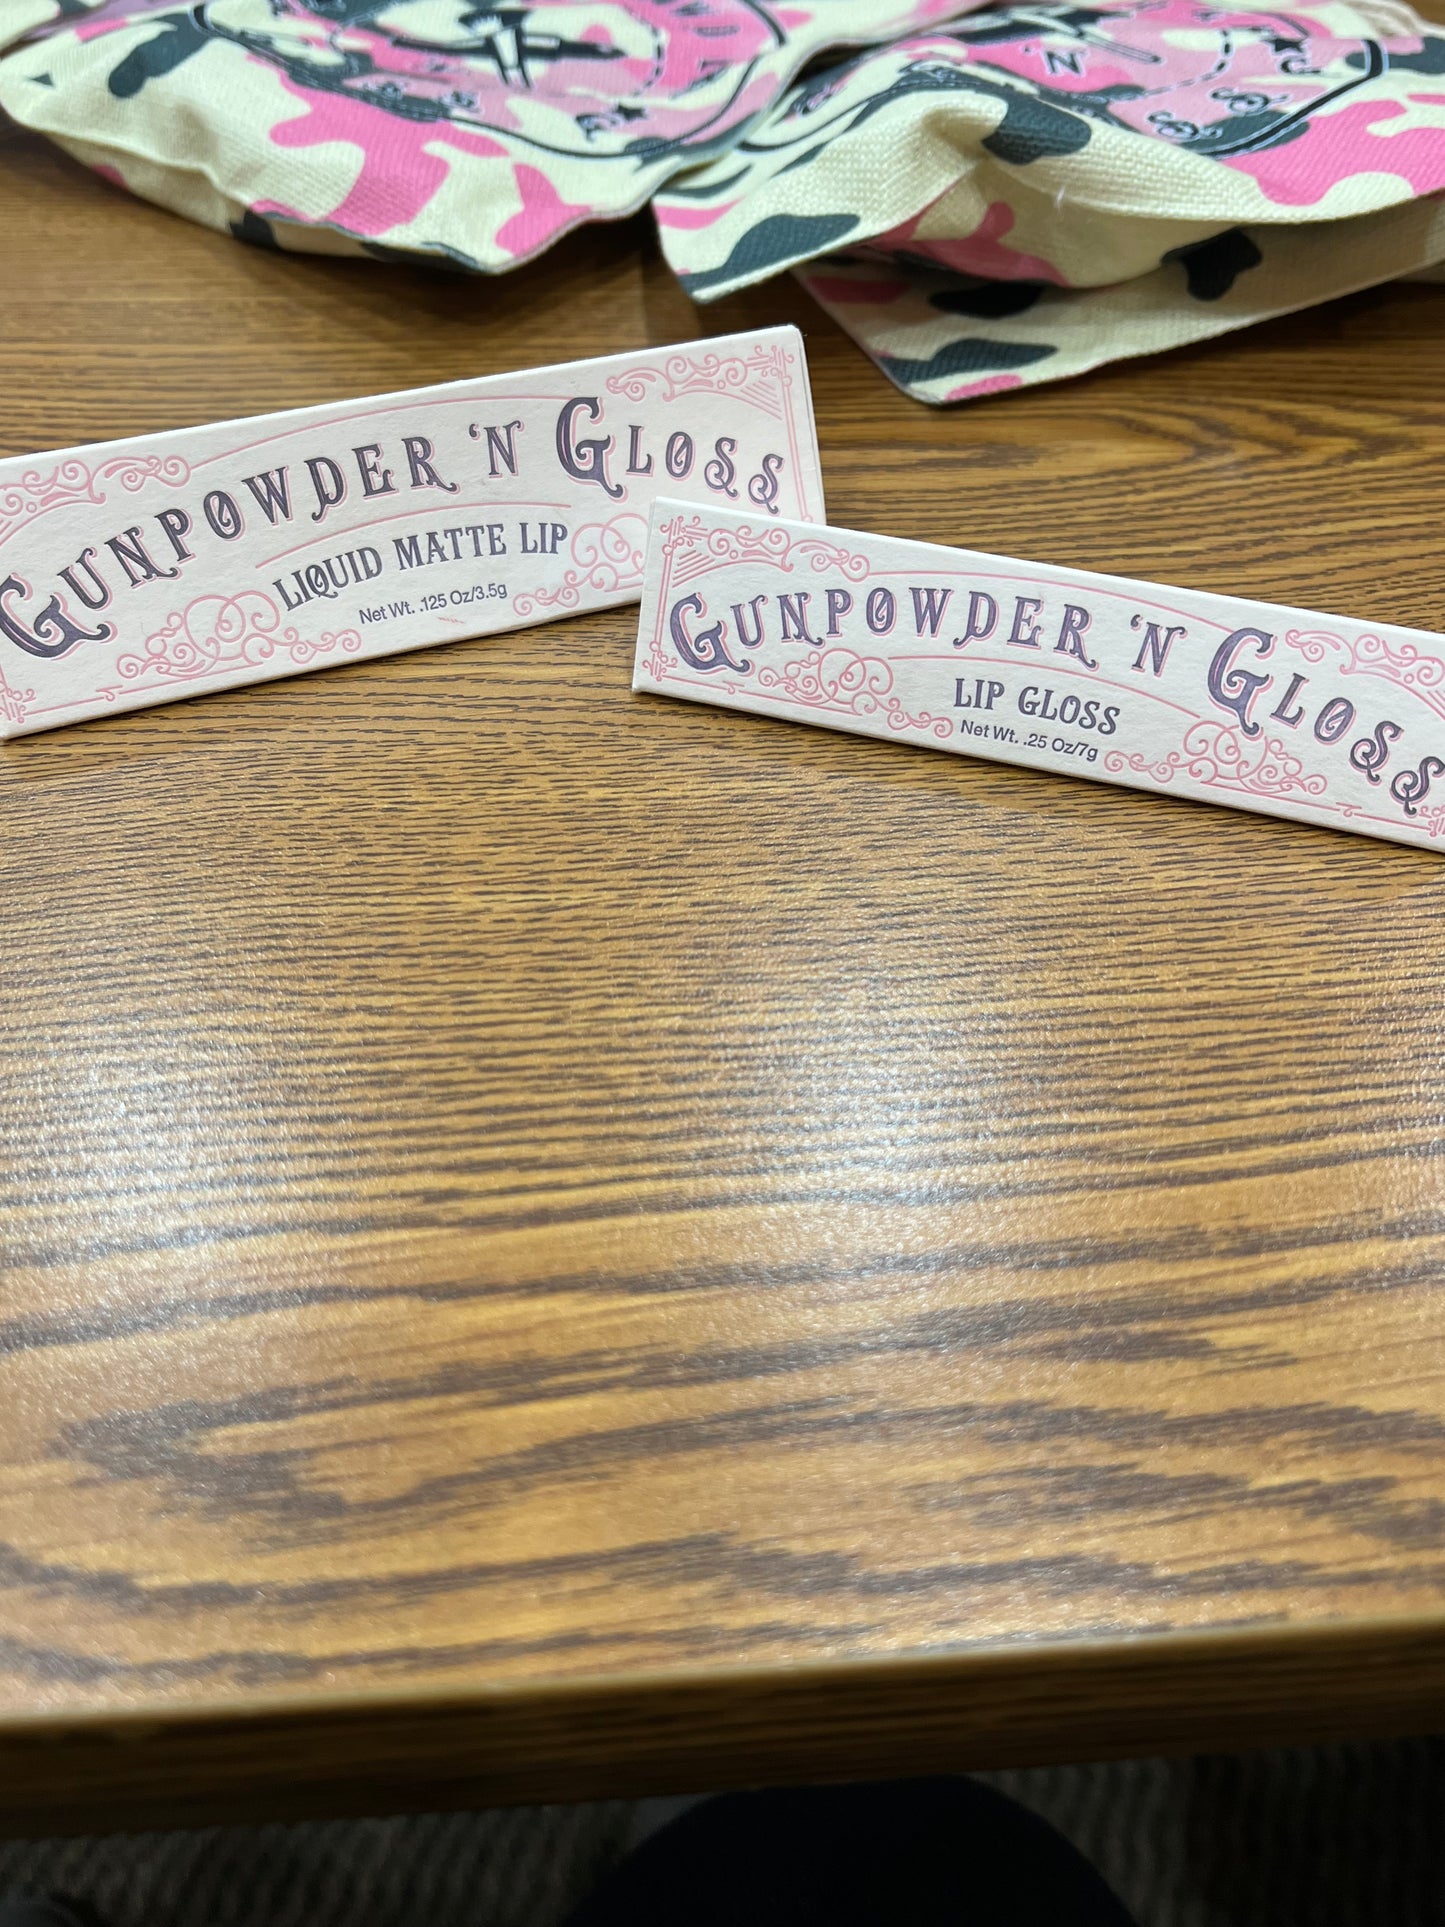 GUNPOWDER 'N GLOSS
LIQUID MATTE LIP
Net Wt. .125 Oz/3.5g
GUNPOWDER 'N GLOSS
LIP GLOSS
Net Wt. .25 Oz/7g